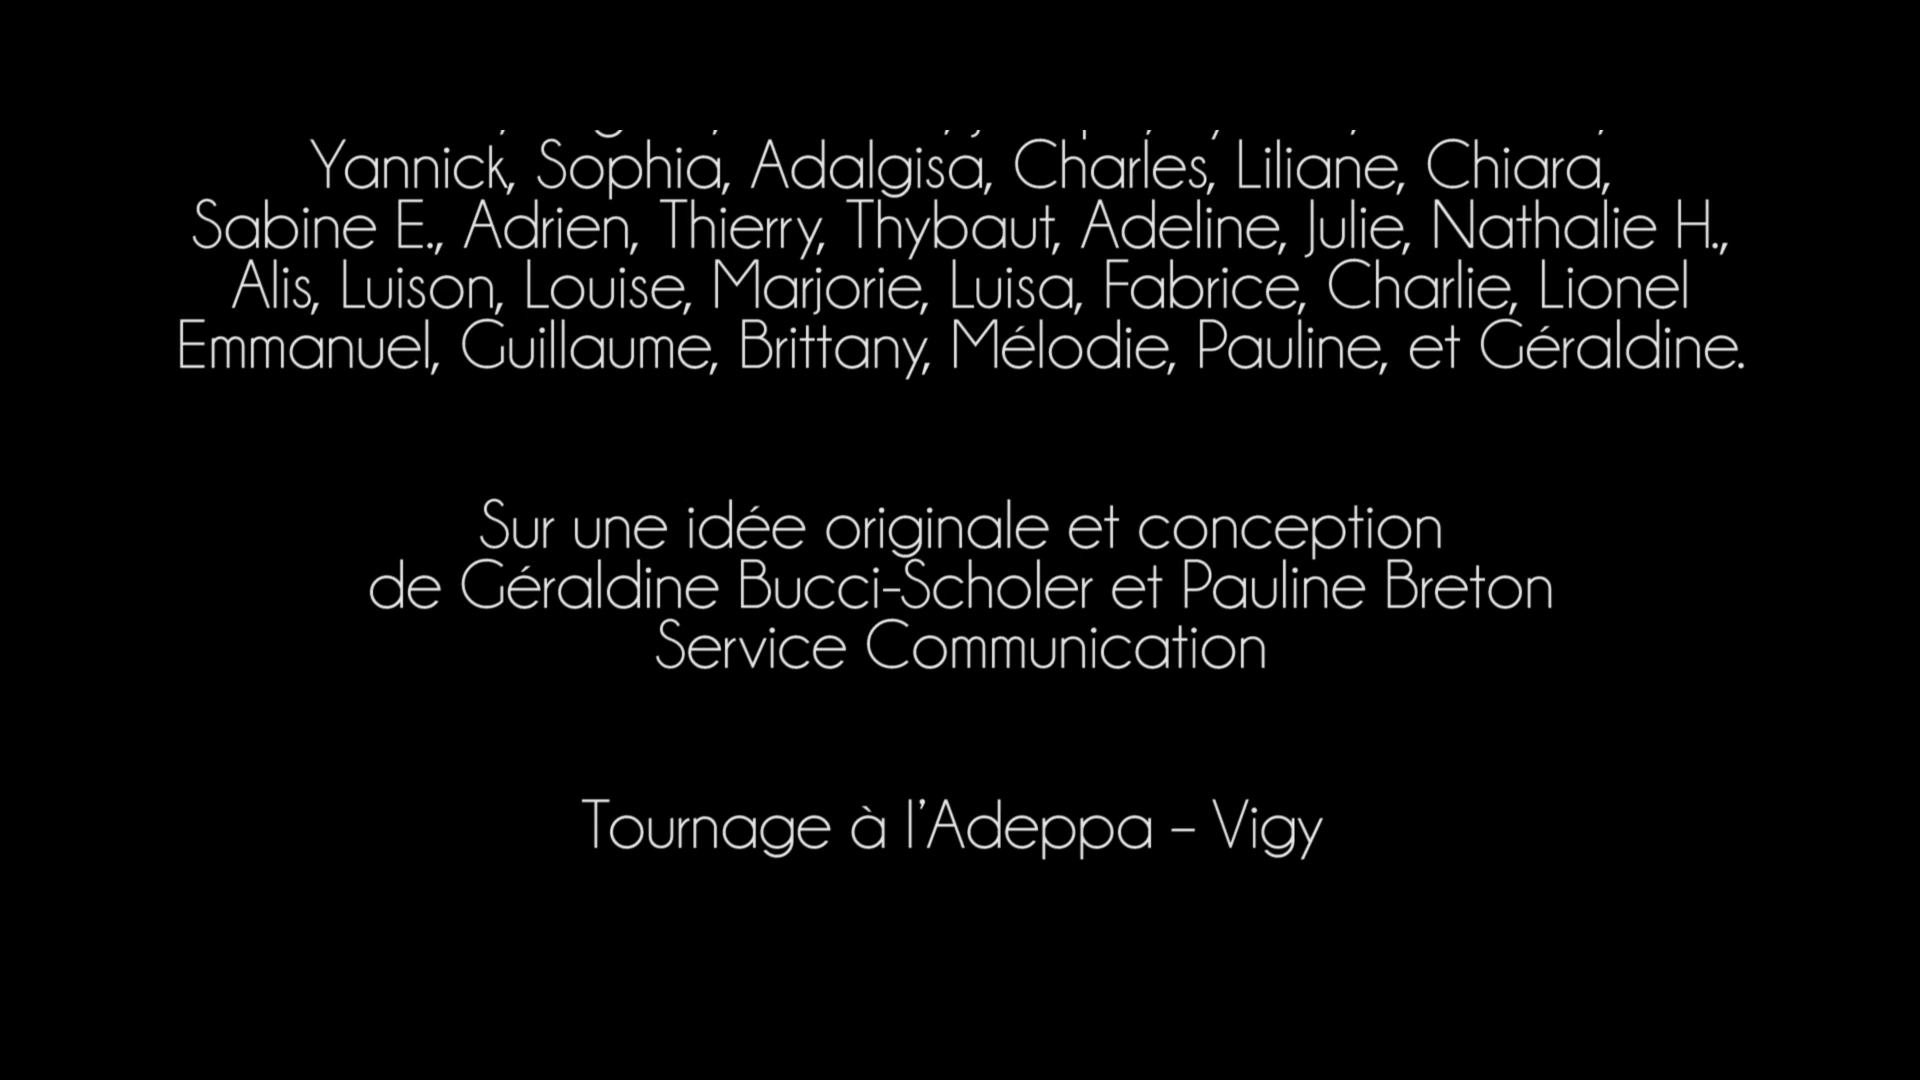 Yannick, Sophia, Adalgisa, Charles, Liliane, Chiara,
Sabine E., Adrien, Thierry, Thybaut, Adeline, Julie, Nathalie H.,
Alis, Luison, Louise, Marjorie, Luisa, Fabrice, Charlie, Lionel
Emmanuel, Guillaume, Brittany, Mélodie, Pauline, et Géraldine.
Sur une idée originale et conception
de Géraldine Bucci-Scholer et Pauline Breton
Service Communication
Tournage à l’Adeppa – Vigy